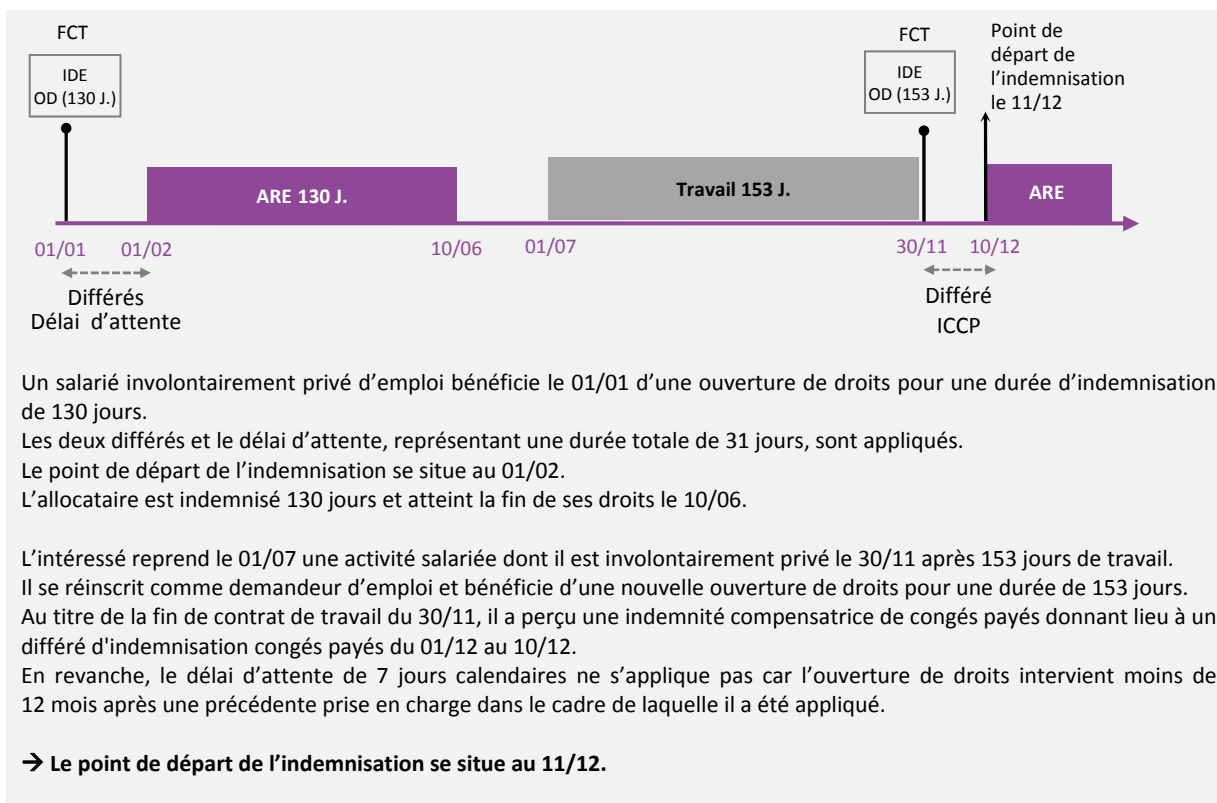 FCT
IDE
OD (130 J.)
FCT
IDE
OD (153 J.)
Point de
départ de
l’indemnisation
le 11/12
ARE 130 J.
Travail 153 J.
ARE
01/01
01/02
10/06
01/07
30/11
10/12
Différés
Délai d’attente
Différé
ICCP
Un salarié involontairement privé d’emploi bénéficie le 01/01 d’une ouverture de droits pour une durée d’indemnisation
de 130 jours.
Les deux différés et le délai d’attente, représentant une durée totale de 31 jours, sont appliqués.
Le point de départ de l’indemnisation se situe au 01/02.
L’allocataire est indemnisé 130 jours et atteint la fin de ses droits le 10/06.
L’intéressé reprend le 01/07 une activité salariée dont il est involontairement privé le 30/11 après 153 jours de travail.
Il se réinscrit comme demandeur d’emploi et bénéficie d’une nouvelle ouverture de droits pour une durée de 153 jours.
Au titre de la fin de contrat de travail du 30/11, il a perçu une indemnité compensatrice de congés payés donnant lieu à un
différé d'indemnisation congés payés du 01/12 au 10/12.
En revanche, le délai d’attente de 7 jours calendaires ne s’applique pas car l’ouverture de droits intervient moins de
12 mois après une précédente prise en charge dans le cadre de laquelle il a été appliqué.
→ Le point de départ de l’indemnisation se situe au 11/12.